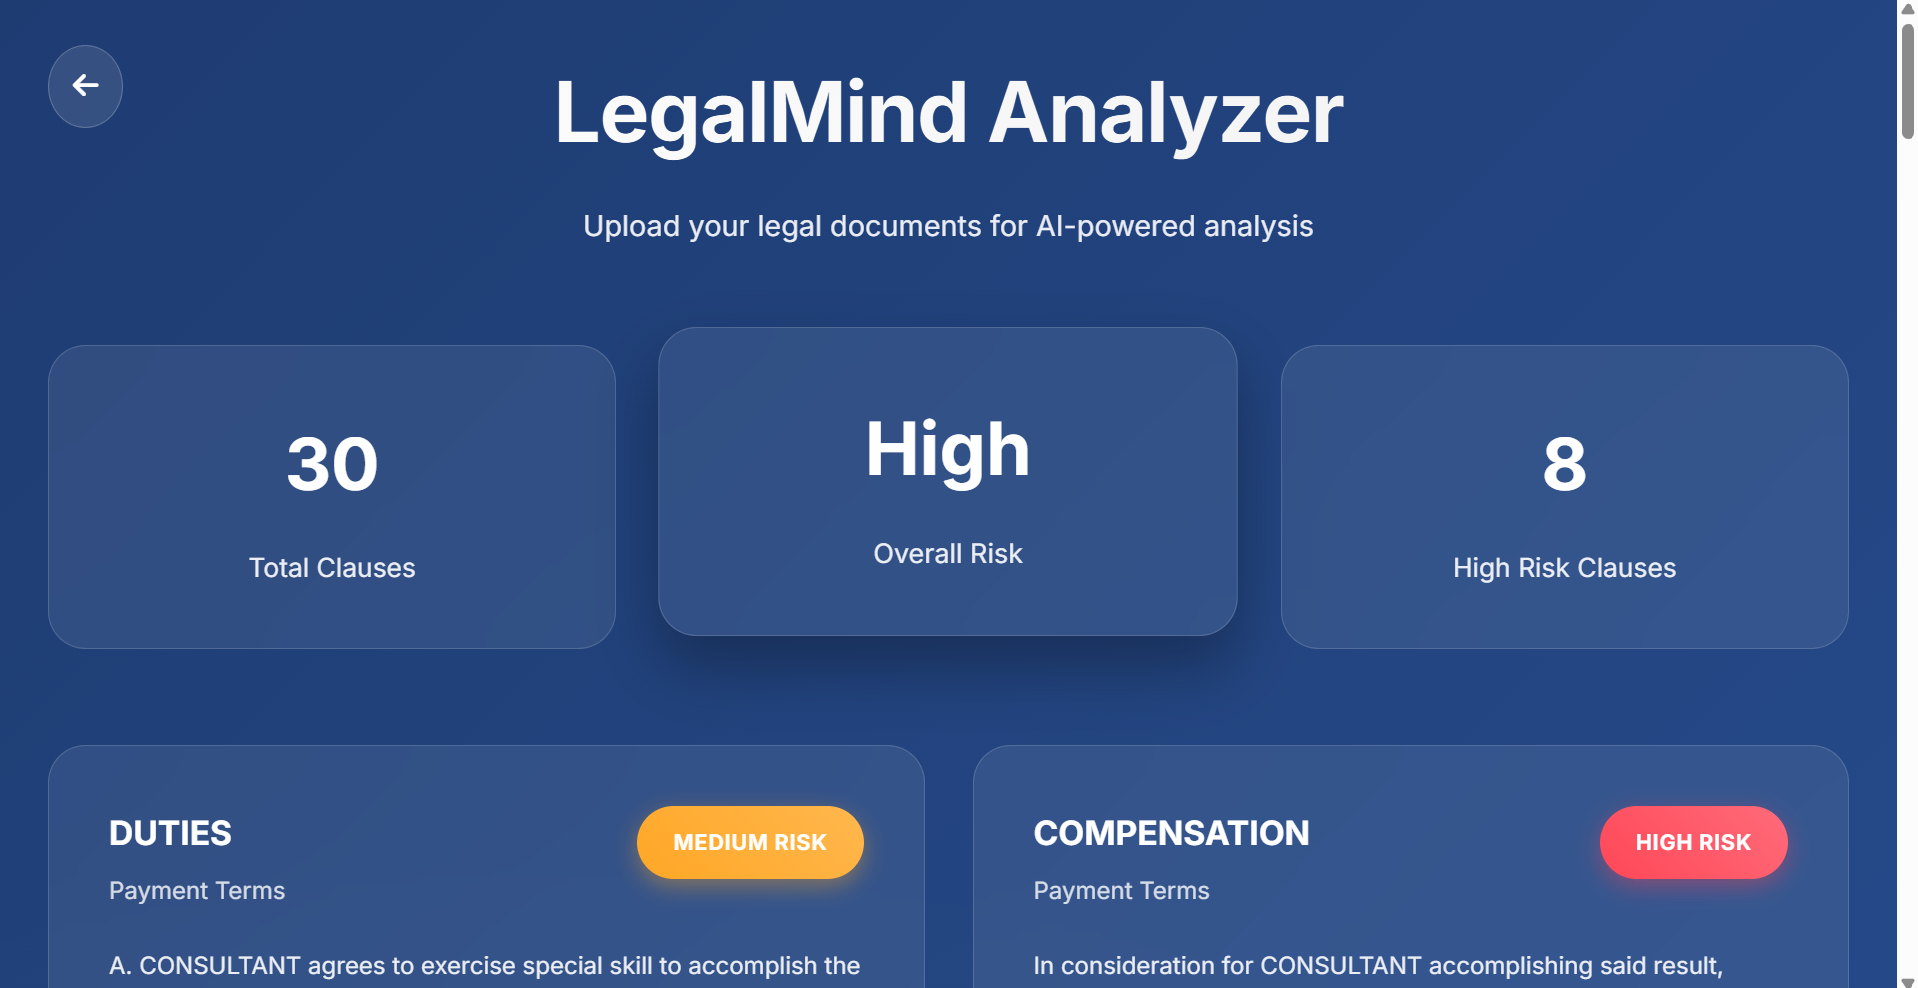 LegalMind Analyzer
Upload your legal documents for AI-powered analysis
30
Total Clauses
High
Overall Risk
8
High Risk Clauses
DUTIES
MEDIUM RISK
Payment Terms
A. CONSULTANT agrees to exercise special skill to accomplish the
COMPENSATION
HIGH RISK
Payment Terms
In consideration for CONSULTANT accomplishing said result,